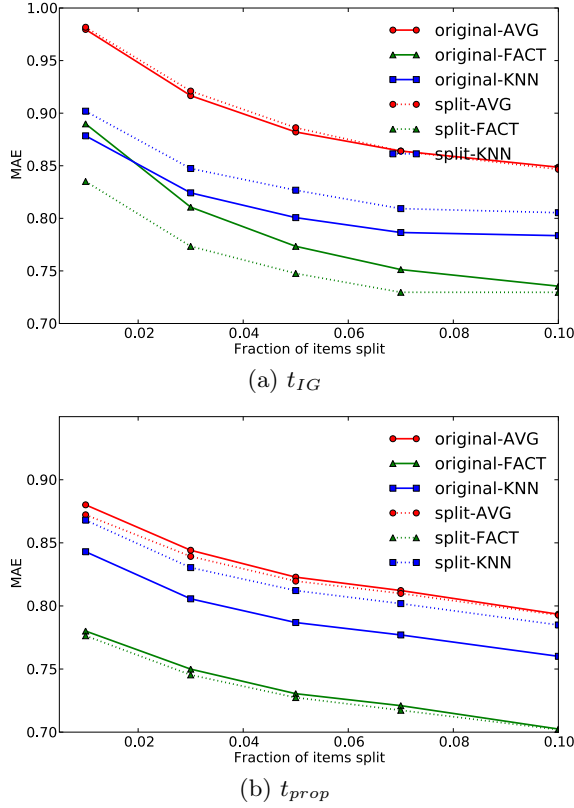 1.00
0.95
0.90
0.85
0.80
0.75
0.70
MAE
original-AVG
original-FACT
original-KNN
split-AVG
split-FACT
split-KNN
0.02 0.04 0.06 0.08 0.10
Fraction of items split
(a) t_IG
0.90
0.85
0.80
0.75
0.70
MAE
original-AVG
original-FACT
original-KNN
split-AVG
split-FACT
split-KNN
0.02 0.04 0.06 0.08 0.10
Fraction of items split
(b) t_prop